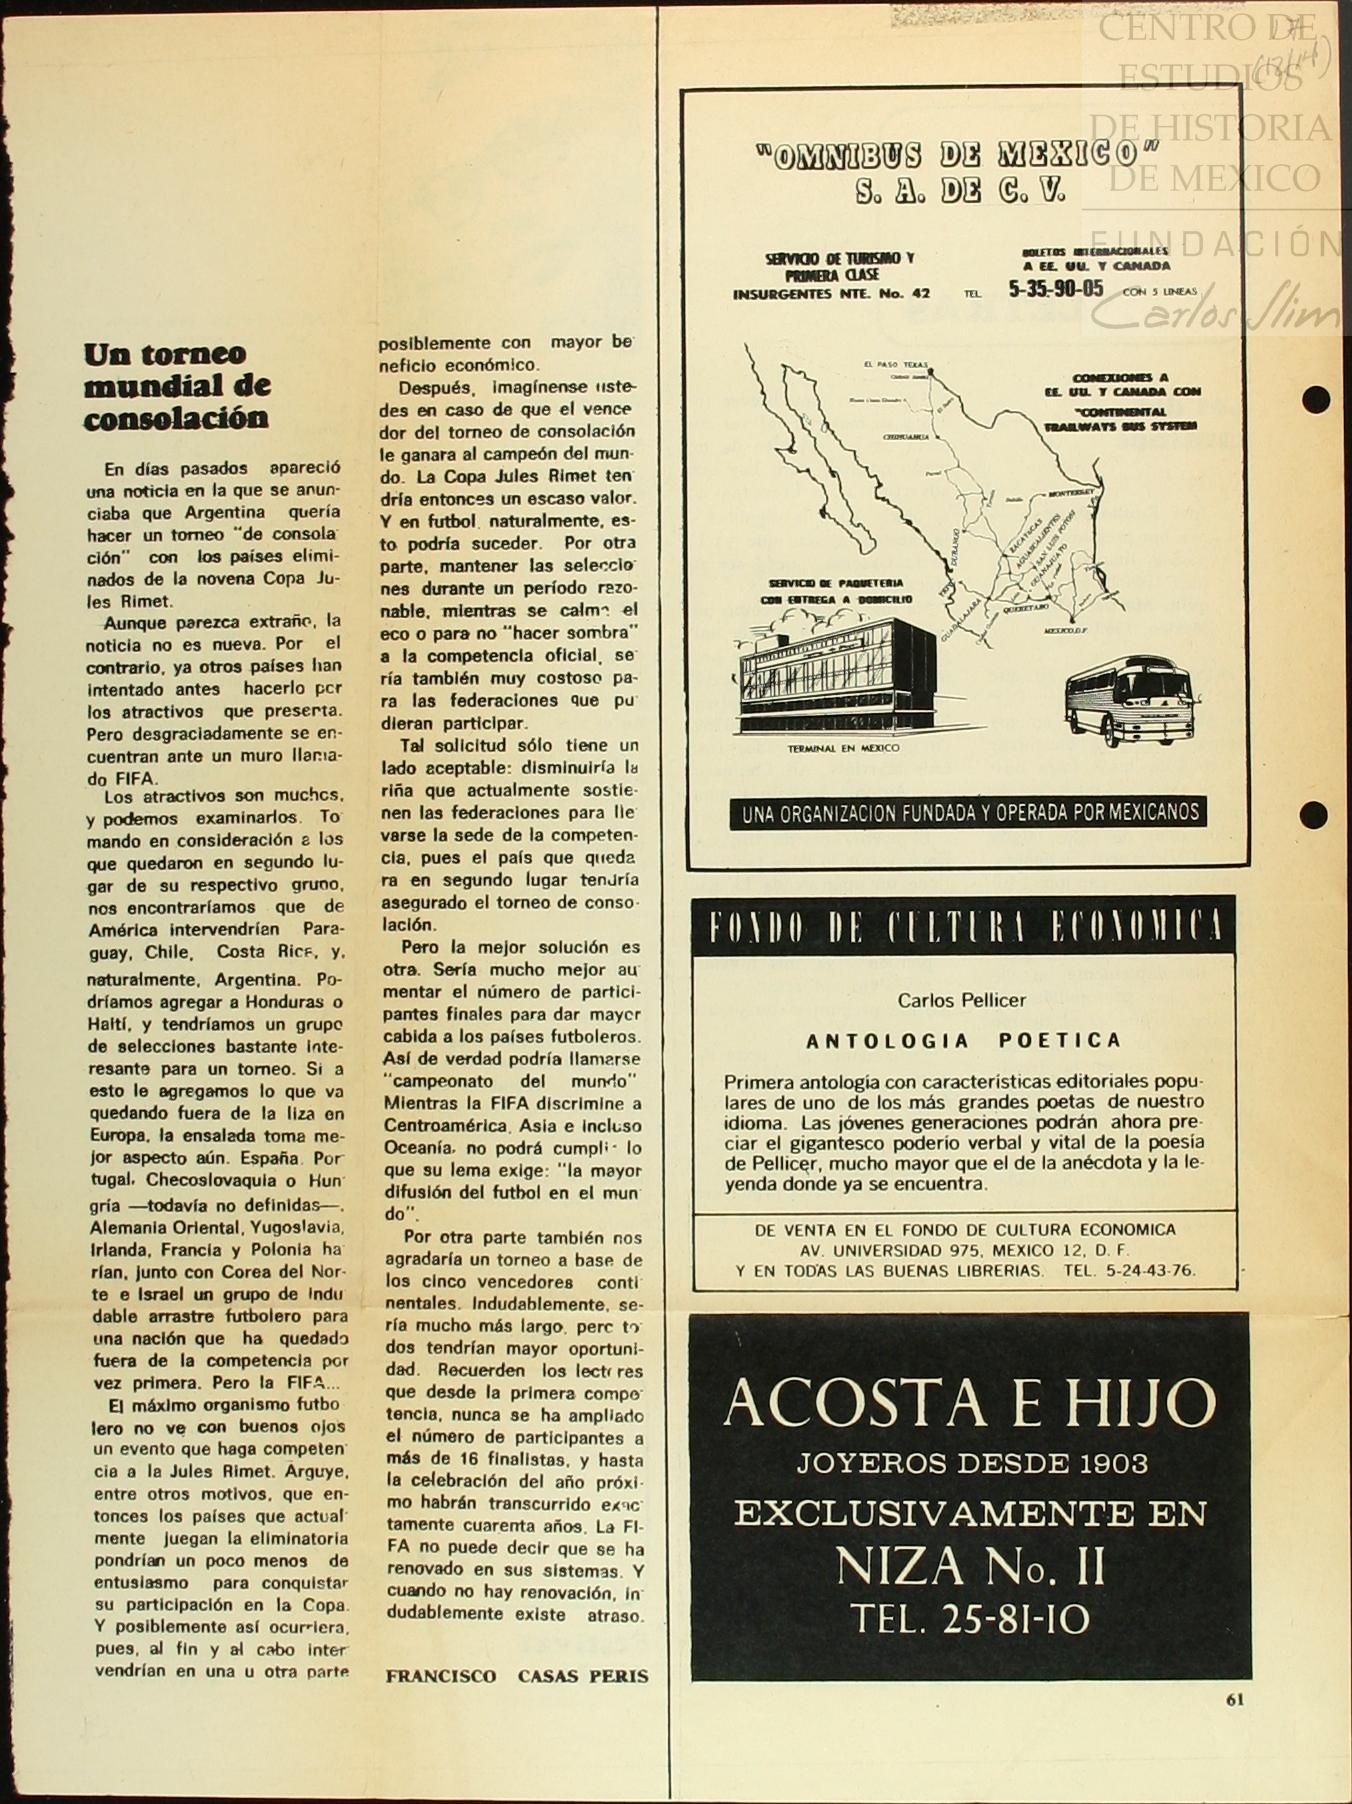 CENTRO DE
ESTUDIOS
DE HISTORIA
DE MEXICO
FUNDACIÓN
Carlos Slim
17
(13/14)
Un torneo
mundial de
consolación
En días pasados apareció
una noticia en la que se anun-
ciaba que Argentina quería
hacer un torneo "de consola
ción" con los países elimi-
nados de la novena Copa Ju-
les Rimet.
Aunque parezca extraño, la
noticia no es nueva. Por el
contrario, ya otros países han
intentado antes hacerlo por
los atractivos que presenta.
Pero desgraciadamente se en-
cuentran ante un muro llama-
do FIFA.
Los atractivos son muchos,
y podemos examinarlos. To
mando en consideración a los
que quedaron en segundo lu-
gar de su respectivo grupo,
nos encontraríamos que de
América intervendrían Para-
guay, Chile, Costa Rica, y,
naturalmente, Argentina. Po-
dríamos agregar a Honduras o
Haití, y tendríamos un grupo
de selecciones bastante inte-
resante para un torneo. Si a
esto le agregamos lo que va
quedando fuera de la liza en
Europa, la ensalada toma me-
jor aspecto aún. España. Por
tugal, Checoslovaquia o Hun
gría —todavía no definidas—,
Alemania Oriental, Yugoslavia,
Irlanda, Francia y Polonia ha
rían, junto con Corea del Nor-
te e Israel un grupo de indu
dable arrastre futbolero para
una nación que ha quedado
fuera de la competencia por
vez primera. Pero la FIFA...
El máximo organismo futbo
lero no ve con buenos ojos
un evento que haga competen
cia a la Jules Rimet. Arguye,
entre otros motivos, que en-
tonces los países que actual
mente juegan la eliminatoria
pondrían un poco menos de
entusiasmo para conquistar
su participación en la Copa.
Y posiblemente así ocurriera,
pues, al fin y al cabo inter
vendrían en una u otra parte
posiblemente con mayor be
neficio económico.
Después, imagínense uste-
des en caso de que el vence
dor del torneo de consolación
le ganara al campeón del mun-
do. La Copa Jules Rimet ten
dría entonces un escaso valor.
Y en futbol, naturalmente, es-
to podría suceder. Por otra
parte, mantener las seleccio
nes durante un período razo-
nable, mientras se calma el
eco o para no "hacer sombra"
a la competencia oficial, se
ría también muy costoso pa-
ra las federaciones que pu
dieran participar.
Tal solicitud sólo tiene un
lado aceptable: disminuiría la
riña que actualmente sostie-
nen las federaciones para lle
varse la sede de la competen-
cia, pues el país que queda
ra en segundo lugar tendría
asegurado el torneo de conso-
lación.
Pero la mejor solución es
otra. Sería mucho mejor au
mentar el número de partici-
pantes finales para dar mayor
cabida a los países futboleros.
Así de verdad podría llamarse
"campeonato del mundo"
Mientras la FIFA discrimine a
Centroamérica, Asia e incluso
Oceanía, no podrá cumplir lo
que su lema exige: "la mayor
difusión del futbol en el mun
do".
Por otra parte también nos
agradaría un torneo a base de
los cinco vencedores conti
nentales. Indudablemente, se-
ría mucho más largo, pero to
dos tendrían mayor oportuni-
dad. Recuerden los lectores
que desde la primera compe
tencia, nunca se ha ampliado
el número de participantes a
más de 16 finalistas, y hasta
la celebración del año próxi-
mo habrán transcurrido exac
tamente cuarenta años. La FI-
FA no puede decir que se ha
renovado en sus sistemas. Y
cuando no hay renovación, in
dudablemente existe atraso.
FRANCISCO CASAS PERIS
"OMNIBUS DE MEXICO"
S. A. DE C. V.
SERVICIO DE TURISMO Y
PRIMERA CLASE
INSURGENTES NTE. No. 42
BOLETOS INTERNACIONALES
A EE. UU. Y CANADA
TEL. 5-35-90-05 CON 5 LINEAS
EL PASO TEXAS
CHIHUAHUA
Parral
MONTERREY
DURANGO
ZACATECAS
AGUASCALIENTES
SAN LUIS POTOSI
GUANAJUATO
GUADALAJARA
QUERETARO
MEXICO, D.F.
CONEXIONES A
EE. UU. Y CANADA CON
"CONTINENTAL
TRAILWAYS BUS SYSTEM
SERVICIO DE PAQUETERIA
CON ENTREGA A DOMICILIO
TERMINAL EN MEXICO
UNA ORGANIZACION FUNDADA Y OPERADA POR MEXICANOS
FONDO DE CULTURA ECONOMICA
Carlos Pellicer
ANTOLOGIA POETICA
Primera antología con características editoriales popu-
lares de uno de los más grandes poetas de nuestro
idioma. Las jóvenes generaciones podrán ahora pre-
ciar el gigantesco poderío verbal y vital de la poesía
de Pellicer, mucho mayor que el de la anécdota y la le-
yenda donde ya se encuentra.
DE VENTA EN EL FONDO DE CULTURA ECONOMICA
AV. UNIVERSIDAD 975, MEXICO 12, D. F.
Y EN TODAS LAS BUENAS LIBRERIAS. TEL. 5-24-43-76.
ACOSTA E HIJO
JOYEROS DESDE 1903
EXCLUSIVAMENTE EN
NIZA No. 11
TEL. 25-81-10
61